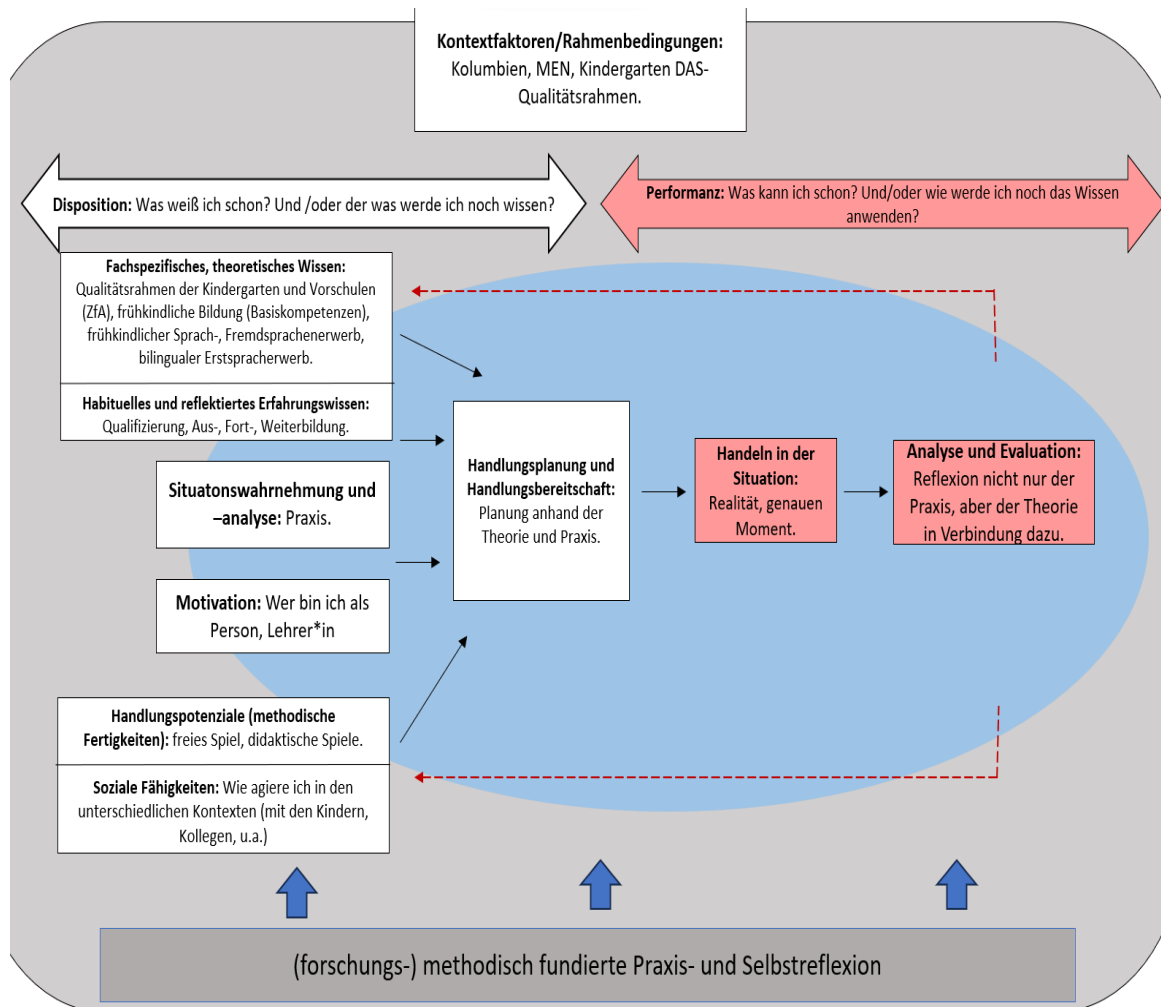 Kontextfaktoren/Rahmenbedingungen:
Kolumbien, MEN, Kindergarten DAS-
Qualitätsrahmen.
Disposition: Was weiß ich schon? Und /oder der was werde ich noch wissen?
Performanz: Was kann ich schon? Und/oder wie werde ich noch das Wissen
anwenden?
Fachspezifisches, theoretisches Wissen:
Qualitätsrahmen der Kindergarten und Vorschulen
(ZfA), frühkindliche Bildung (Basiskompetenzen),
frühkindlicher Sprach-, Fremdsprachenerwerb,
bilingualer Erstspracherwerb.
Habituelles und reflektiertes Erfahrungswissen:
Qualifizierung, Aus-, Fort-, Weiterbildung.
Situatonswahrnehmung und
–analyse: Praxis.
Motivation: Wer bin ich als
Person, Lehrer*in
Handlungspotenziale (methodische
Fertigkeiten): freies Spiel, didaktische Spiele.
Soziale Fähigkeiten: Wie agiere ich in den
unterschiedlichen Kontexten (mit den Kindern,
Kollegen, u.a.)
Handlungsplanung und
Handlungsbereitschaft:
Planung anhand der
Theorie und Praxis.
Handeln in der
Situation:
Realität, genauen
Moment.
Analyse und Evaluation:
Reflexion nicht nur der
Praxis, aber der Theorie
in Verbindung dazu.
(forschungs-) methodisch fundierte Praxis- und Selbstreflexion